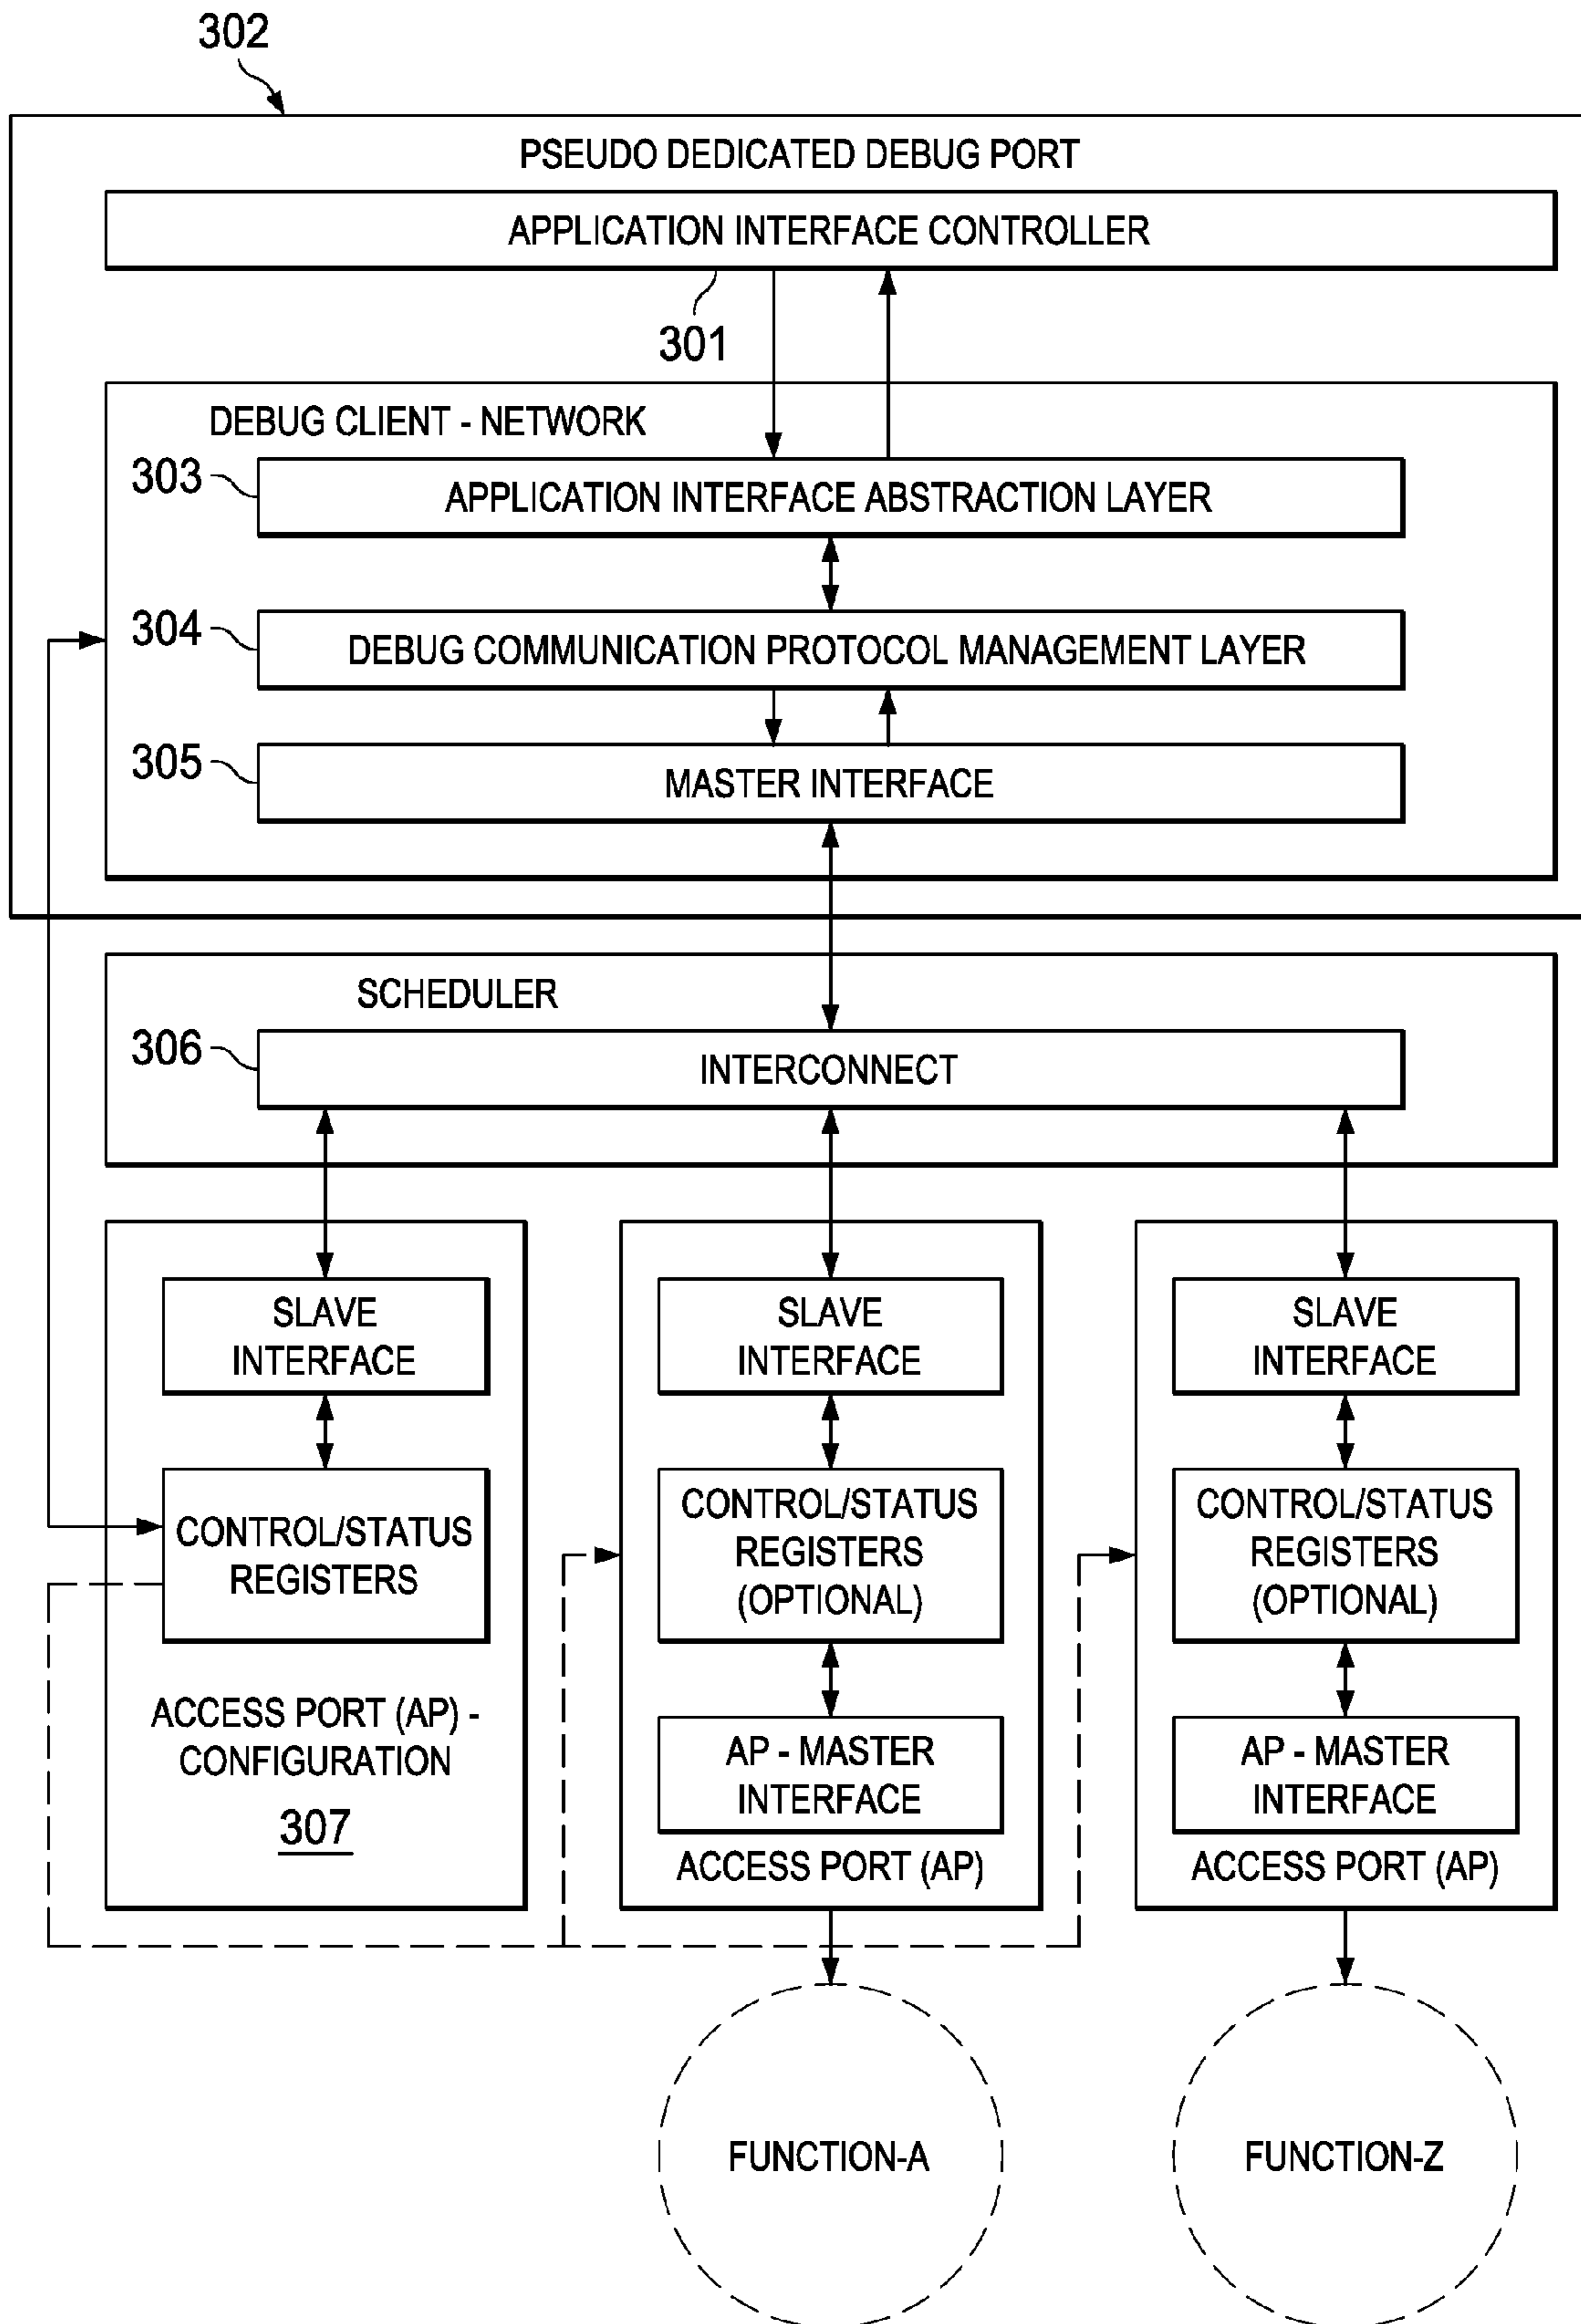 302
PSEUDO DEDICATED DEBUG PORT
APPLICATION INTERFACE CONTROLLER
301
DEBUG CLIENT - NETWORK
303
APPLICATION INTERFACE ABSTRACTION LAYER
304
DEBUG COMMUNICATION PROTOCOL MANAGEMENT LAYER
305
MASTER INTERFACE
SCHEDULER
306
INTERCONNECT
SLAVE
INTERFACE
CONTROL/STATUS
REGISTERS
ACCESS PORT (AP) -
CONFIGURATION
307
SLAVE
INTERFACE
CONTROL/STATUS
REGISTERS
(OPTIONAL)
AP - MASTER
INTERFACE
ACCESS PORT (AP)
SLAVE
INTERFACE
CONTROL/STATUS
REGISTERS
(OPTIONAL)
AP - MASTER
INTERFACE
ACCESS PORT (AP)
FUNCTION-A
FUNCTION-Z